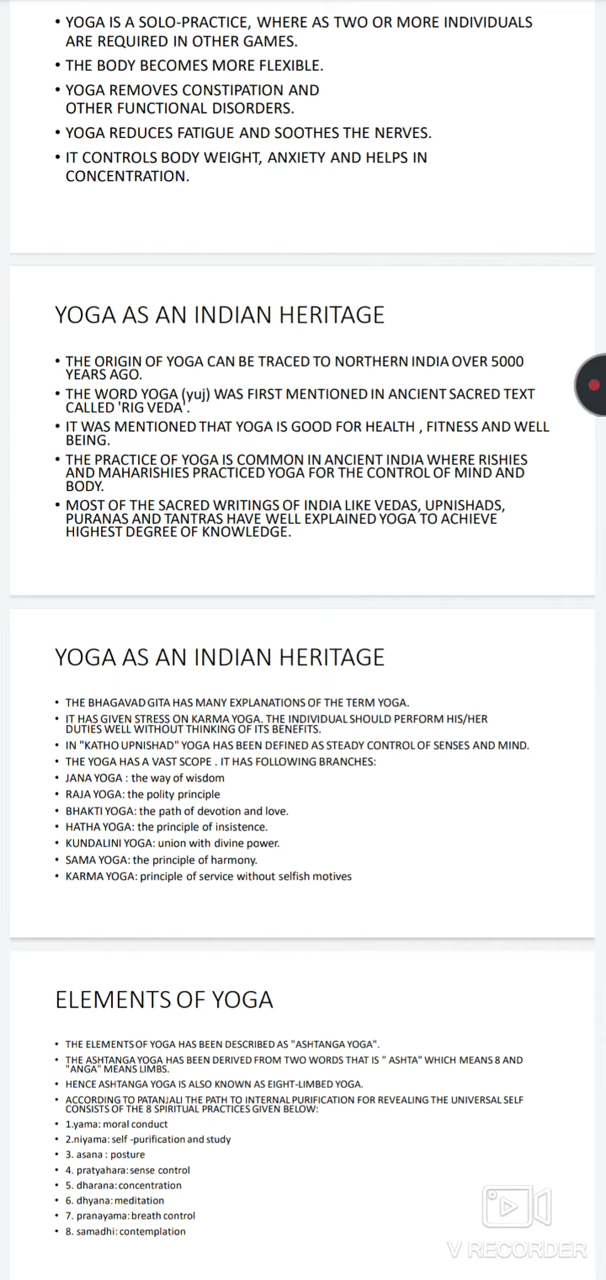 • YOGA IS A SOLO-PRACTICE, WHERE AS TWO OR MORE INDIVIDUALS
ARE REQUIRED IN OTHER GAMES.
• THE BODY BECOMES MORE FLEXIBLE.
• YOGA REMOVES CONSTIPATION AND
OTHER FUNCTIONAL DISORDERS.
• YOGA REDUCES FATIGUE AND SOOTHES THE NERVES.
• IT CONTROLS BODY WEIGHT, ANXIETY AND HELPS IN
CONCENTRATION.
YOGA AS AN INDIAN HERITAGE
• THE ORIGIN OF YOGA CAN BE TRACED TO NORTHERN INDIA OVER 5000
YEARS AGO.
• THE WORD YOGA (yuj) WAS FIRST MENTIONED IN ANCIENT SACRED TEXT
CALLED 'RIG VEDA'.
• IT WAS MENTIONED THAT YOGA IS GOOD FOR HEALTH , FITNESS AND WELL
BEING.
• THE PRACTICE OF YOGA IS COMMON IN ANCIENT INDIA WHERE RISHIES
AND MAHARISHIES PRACTICED YOGA FOR THE CONTROL OF MIND AND
BODY.
• MOST OF THE SACRED WRITINGS OF INDIA LIKE VEDAS, UPNISHADS,
PURANAS AND TANTRAS HAVE WELL EXPLAINED YOGA TO ACHIEVE
HIGHEST DEGREE OF KNOWLEDGE.
YOGA AS AN INDIAN HERITAGE
• THE BHAGAVAD GITA HAS MANY EXPLANATIONS OF THE TERM YOGA.
• IT HAS GIVEN STRESS ON KARMA YOGA. THE INDIVIDUAL SHOULD PERFORM HIS/HER
DUTIES WELL WITHOUT THINKING OF ITS BENEFITS.
• IN "KATHO UPNISHAD" YOGA HAS BEEN DEFINED AS STEADY CONTROL OF SENSES AND MIND.
• THE YOGA HAS A VAST SCOPE . IT HAS FOLLOWING BRANCHES:
• JANA YOGA : the way of wisdom
• RAJA YOGA: the polity principle
• BHAKTI YOGA: the path of devotion and love.
• HATHA YOGA: the principle of insistence.
• KUNDALINI YOGA: union with divine power.
• SAMA YOGA: the principle of harmony.
• KARMA YOGA: principle of service without selfish motives
ELEMENTS OF YOGA
• THE ELEMENTS OF YOGA HAS BEEN DESCRIBED AS "ASHTANGA YOGA".
• THE ASHTANGA YOGA HAS BEEN DERIVED FROM TWO WORDS THAT IS " ASHTA" WHICH MEANS 8 AND
"ANGA" MEANS LIMBS.
• HENCE ASHTANGA YOGA IS ALSO KNOWN AS EIGHT-LIMBED YOGA.
• ACCORDING TO PATANJALI THE PATH TO INTERNAL PURIFICATION FOR REVEALING THE UNIVERSAL SELF
CONSISTS OF THE 8 SPIRITUAL PRACTICES GIVEN BELOW:
• 1.yama: moral conduct
• 2.niyama: self -purification and study
• 3. asana : posture
• 4. pratyahara: sense control
• 5. dharana: concentration
• 6. dhyana: meditation
• 7. pranayama: breath control
• 8. samadhi: contemplation
V RECORDER